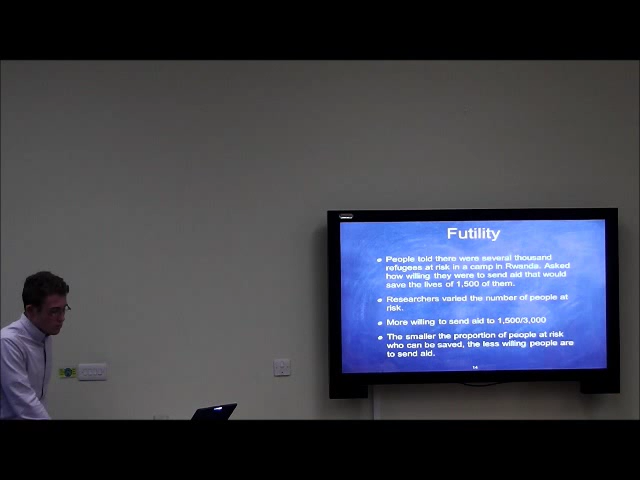 Futility
People told there were several thousand
refugees at risk in a camp in Rwanda. Asked
how willing they were to send aid that would
save the lives of 1,500 of them.
Researchers varied the number of people at
risk.
More willing to send aid to 1,500/3,000
The smaller the proportion of people at risk
who can be saved, the less willing people are
to send aid.
14